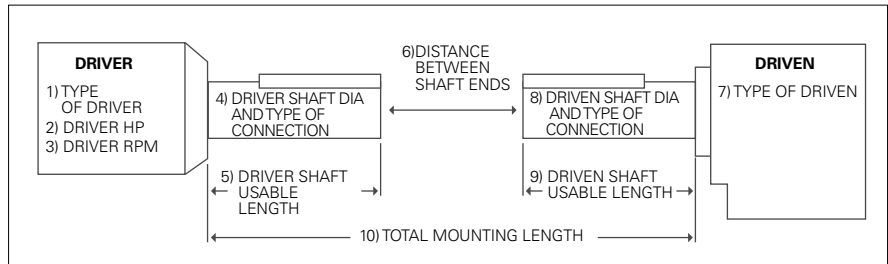 DRIVER
1) TYPE
OF DRIVER
2) DRIVER HP
3) DRIVER RPM
4) DRIVER SHAFT DIA
AND TYPE OF
CONNECTION
5) DRIVER SHAFT
USABLE
LENGTH
6)DISTANCE
BETWEEN
SHAFT ENDS
DRIVEN
7) TYPE OF DRIVEN
8) DRIVEN SHAFT DIA
AND TYPE OF
CONNECTION
9) DRIVEN SHAFT
USABLE LENGTH
10) TOTAL MOUNTING LENGTH